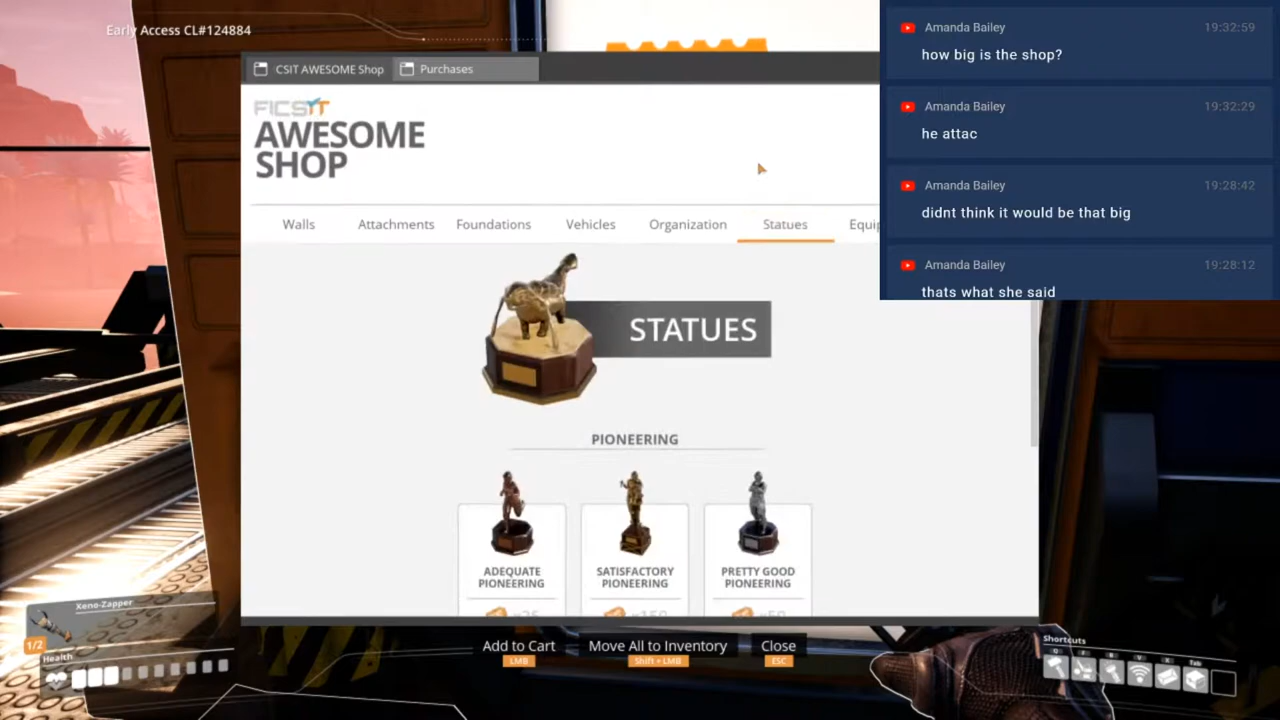 Early Access CL#124884
CSIT AWESOME Shop
Purchases
FICSIT
AWESOME
SHOP
Walls
Attachments
Foundations
Vehicles
Organization
Statues
STATUES
PIONEERING
ADEQUATE
PIONEERING
SATISFACTORY
PIONEERING
PRETTY GOOD
PIONEERING
Add to Cart
LMB
Move All to Inventory
Shift + LMB
Close
ESC
Amanda Bailey
19:32:59
how big is the shop?
Amanda Bailey
19:32:29
he attac
Amanda Bailey
19:28:42
didnt think it would be that big
Amanda Bailey
19:28:12
thats what she said
Xeno-Zapper
1/2
Health
Shortcuts
Tab